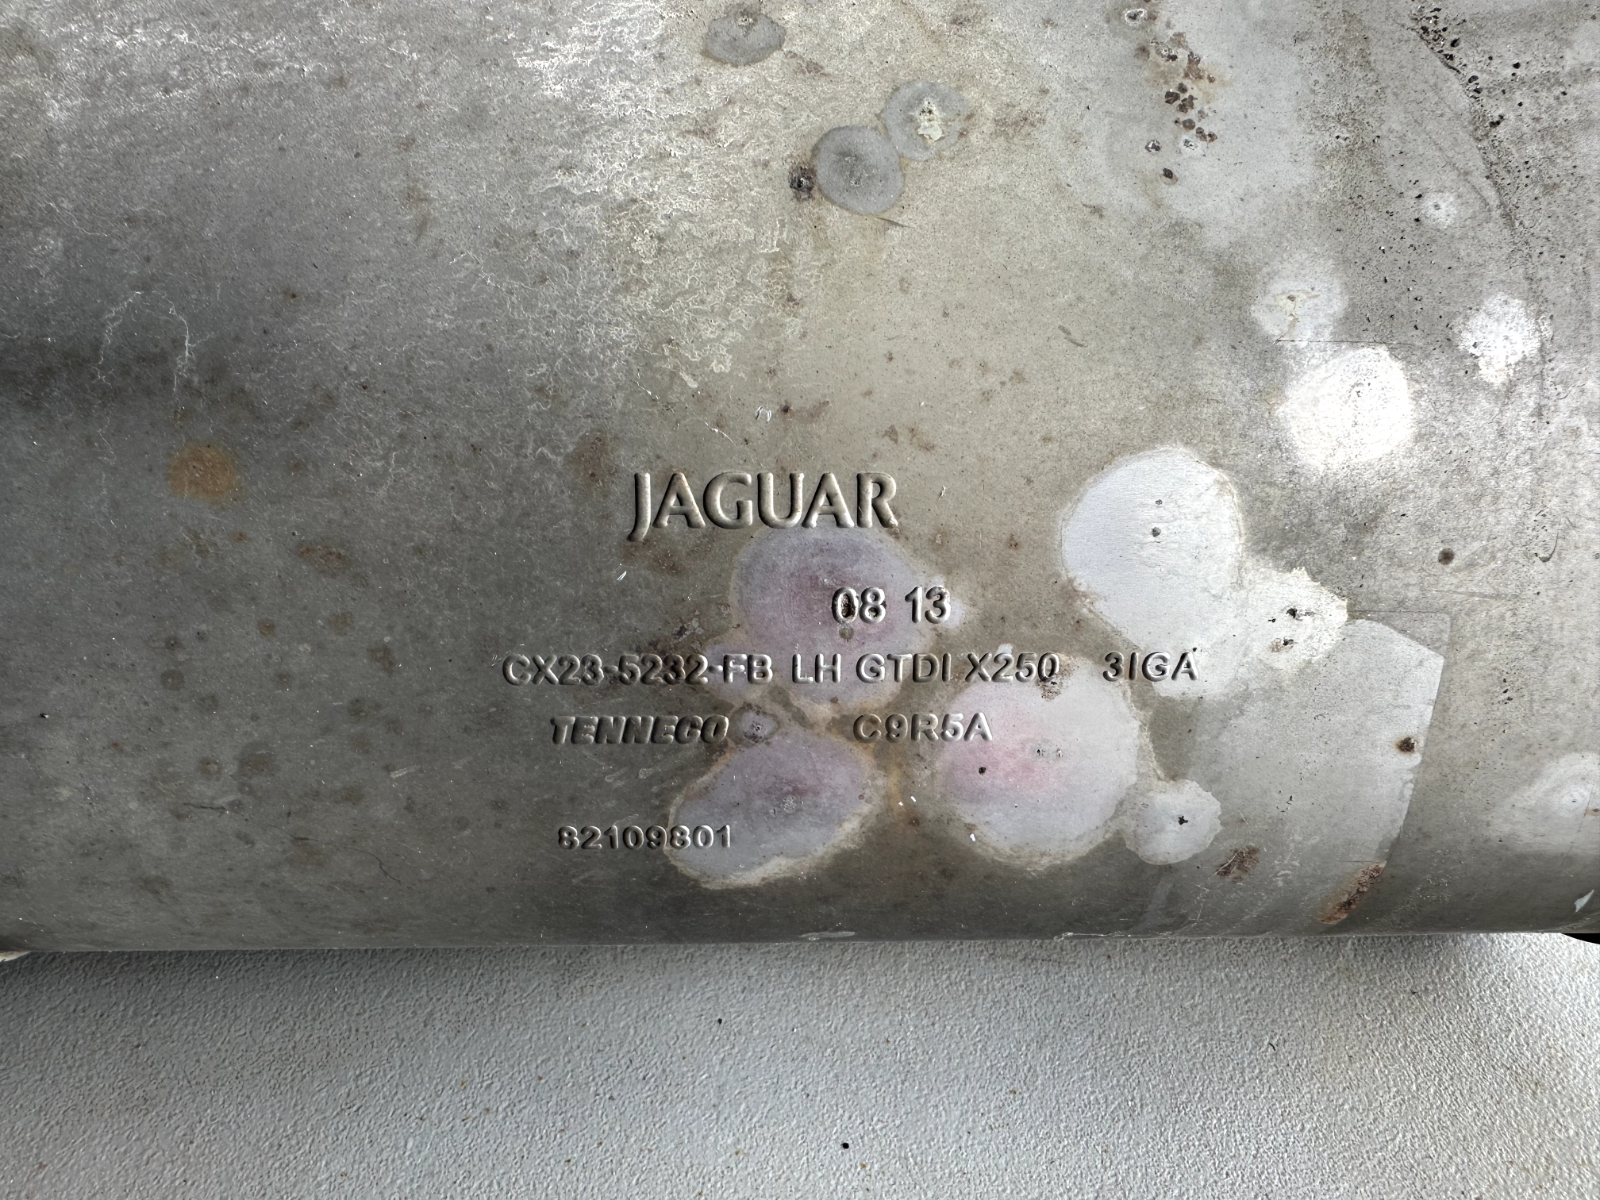 JAGUAR
08 13
CX23-5232-FB LH GTDI X250 3IGA
TENNECO C9R5A
82109801